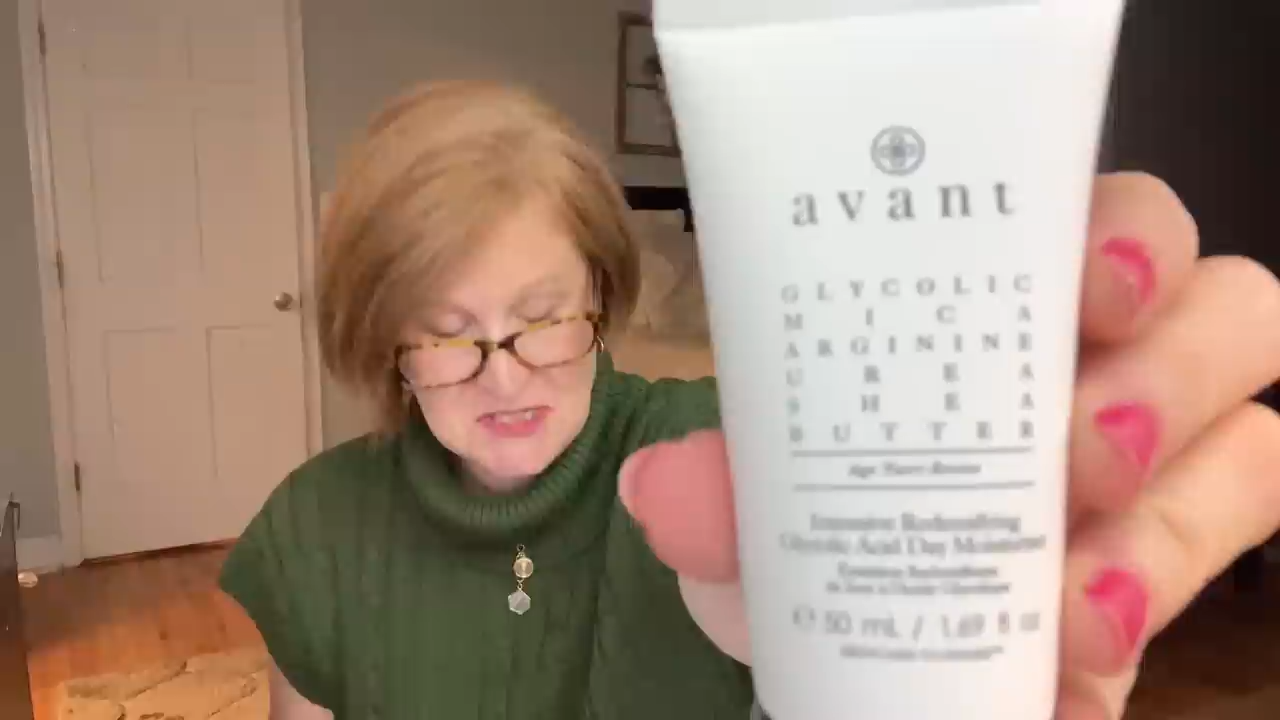 avant
GLYCOLIC
MICA
ARGININE
UREA
SHEA
BUTTER
Age Nutri-Revive
Intensive Redensifying
Glycolic Acid Day Moisturiser
50 mL / 1.69 fl oz